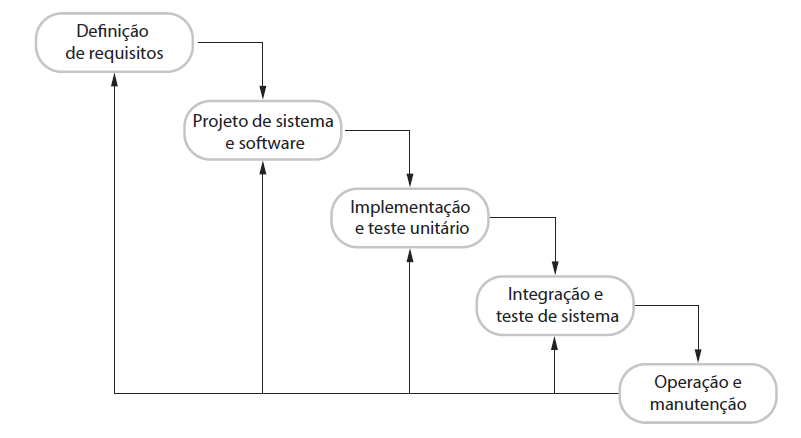 Definição
de requisitos
Projeto de sistema
e software
Implementação
e teste unitário
Integração e
teste de sistema
Operação e
manutenção